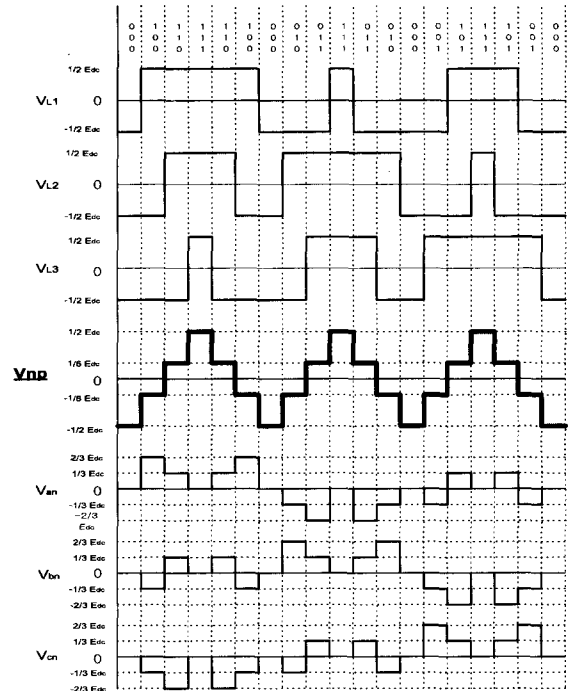 0 1 1 1 1 1 0 0 0 1 0 0 0 0 1 1 1 0 0
0 0 1 1 1 0 0 1 1 1 1 1 0 0 0 1 0 0 0
0 0 0 1 0 0 0 0 1 1 1 0 0 1 1 1 1 1 0
1/2 Edc
VL1 0
-1/2 Edc
1/2 Edc
VL2 0
-1/2 Edc
1/2 Edc
VL3 0
-1/2 Edc
1/2 Edc
1/6 Edc
Vnp 0
-1/6 Edc
-1/2 Edc
2/3 Edc
1/3 Edc
Van 0
-1/3 Edc
-2/3
Edc
2/3 Edc
1/3 Edc
Vbn 0
-1/3 Edc
-2/3 Edc
2/3 Edc
1/3 Edc
Vcn 0
-1/3 Edc
-2/3 Edc